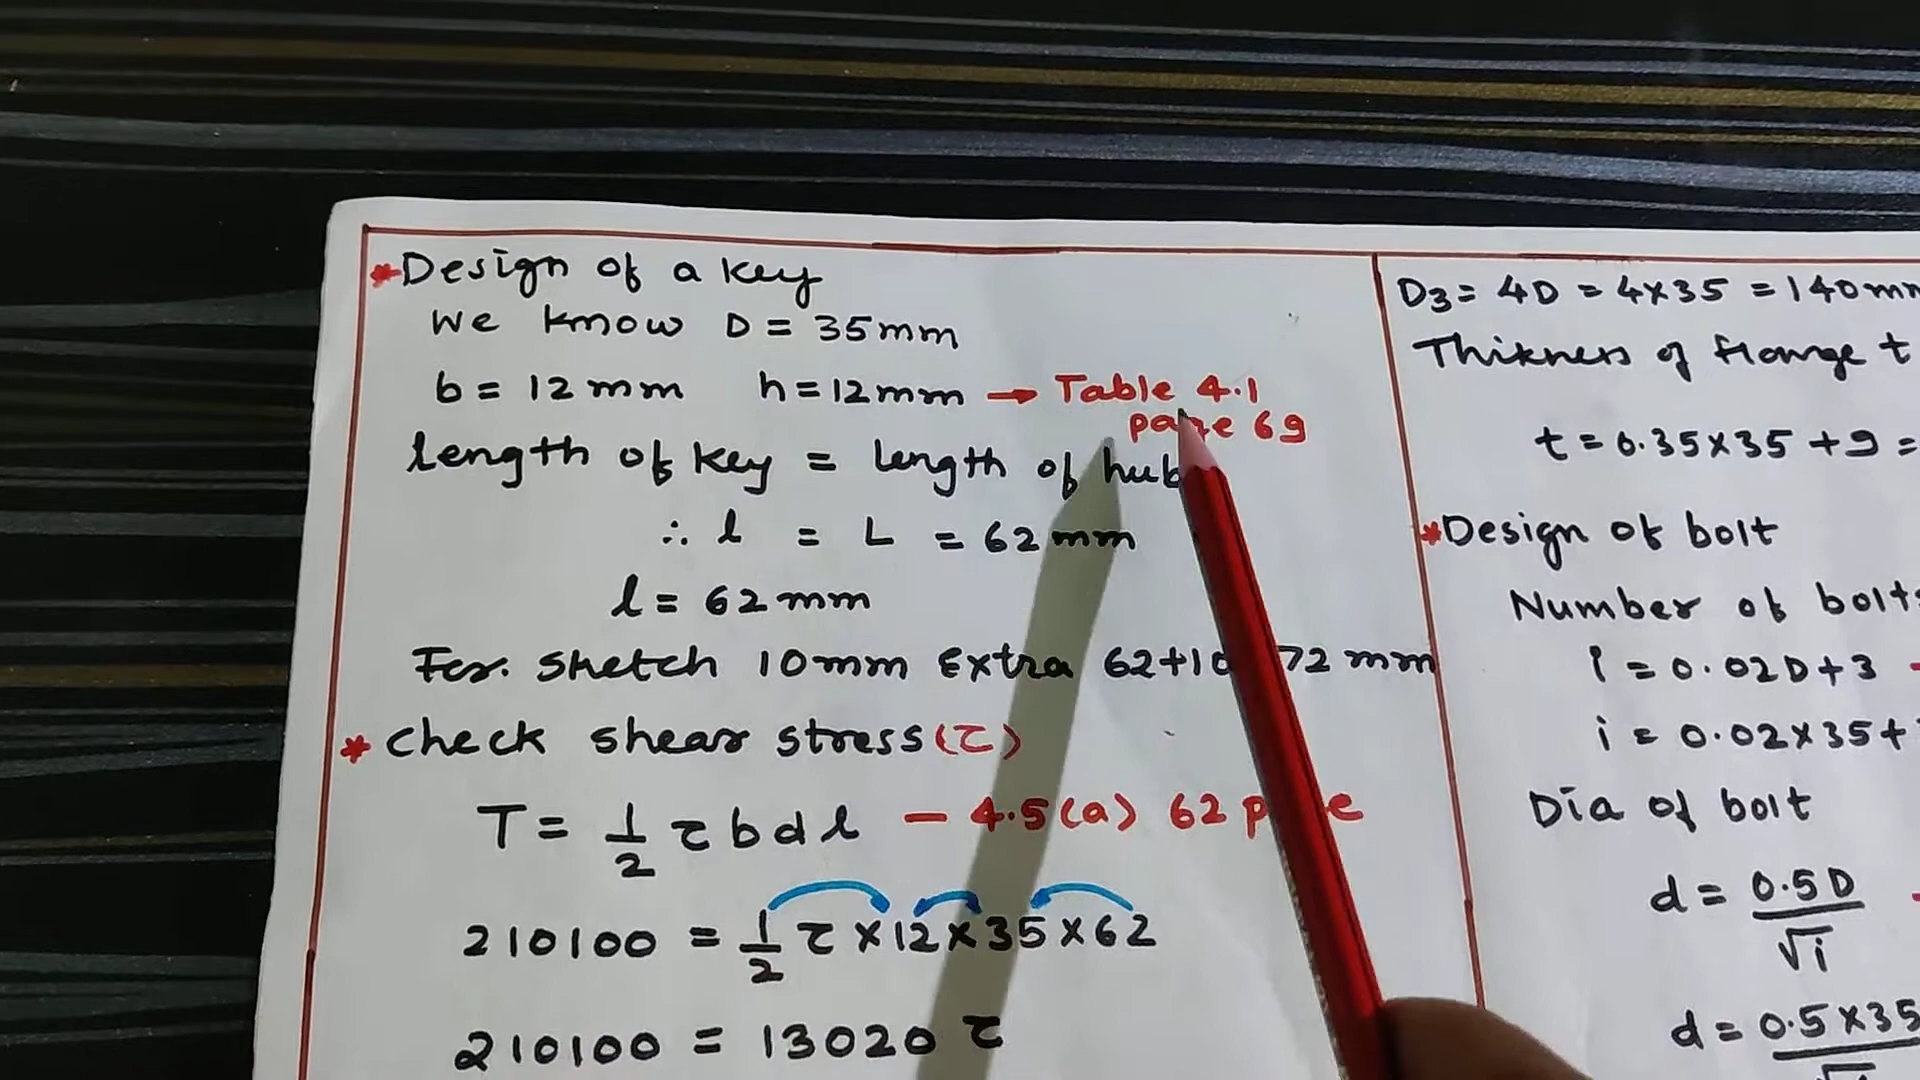 *Design of a key
We know D = 35mm
b = 12mm h = 12mm → Table 4.1
page 69
length of key = length of hub
∴ l = L = 62mm
l = 62mm
For. sketch 10mm Extra 62+10 72mm
* check shear stress (τ)
T = 1/2 τ b d l — 4.5(a) 62
210100 = 1/2 τ × 12 × 35 × 62
210100 = 13020 τ
D3 = 4D = 4×35 = 140m
Thikness of flange t
t = 0.35×35 + 9 =
*Design of bolt
Number of bolts
i = 0.02D+3
i = 0.02×35+
Dia of bolt
d = 0.5D/√i
d = 0.5×35